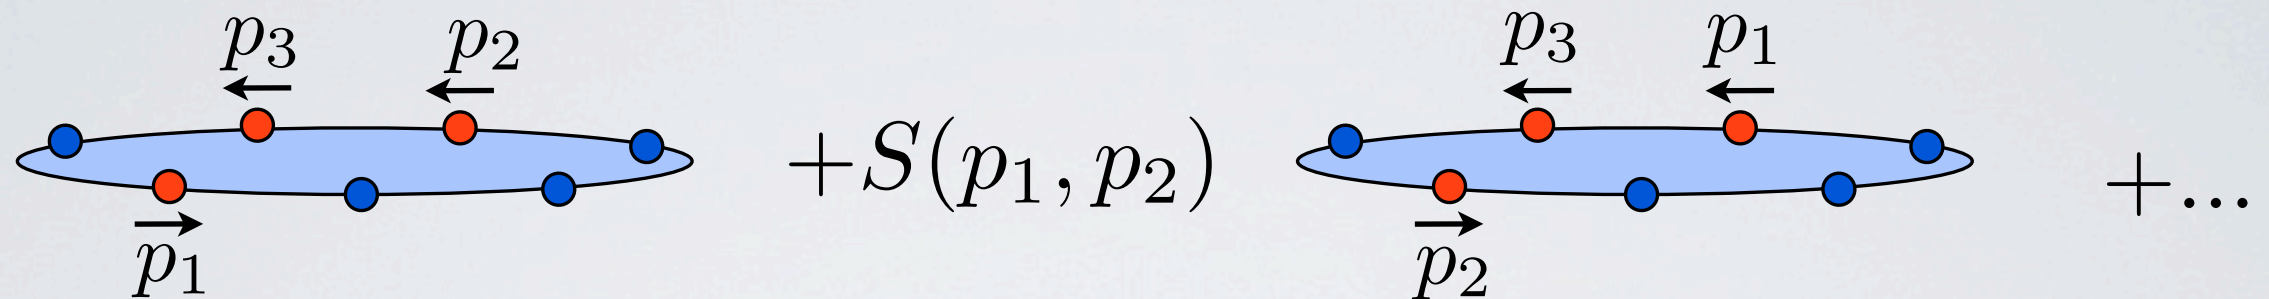 p₃ p₂ p₃ p₁
+S(p₁, p₂) +...
p₁ p₂